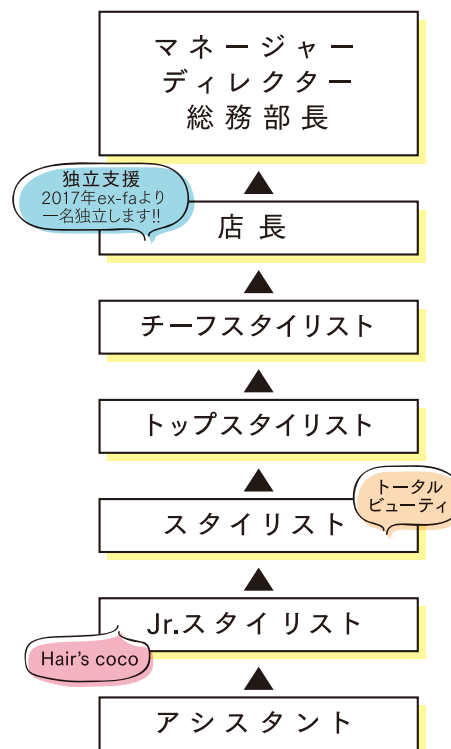 マネージャー
ディレクター
総務部長
独立支援
2017年ex-faより
一名独立します!!
店長
チーフスタイリスト
トップスタイリスト
トータル
ビューティ
スタイリスト
Jr.スタイリスト
Hair's coco
アシスタント